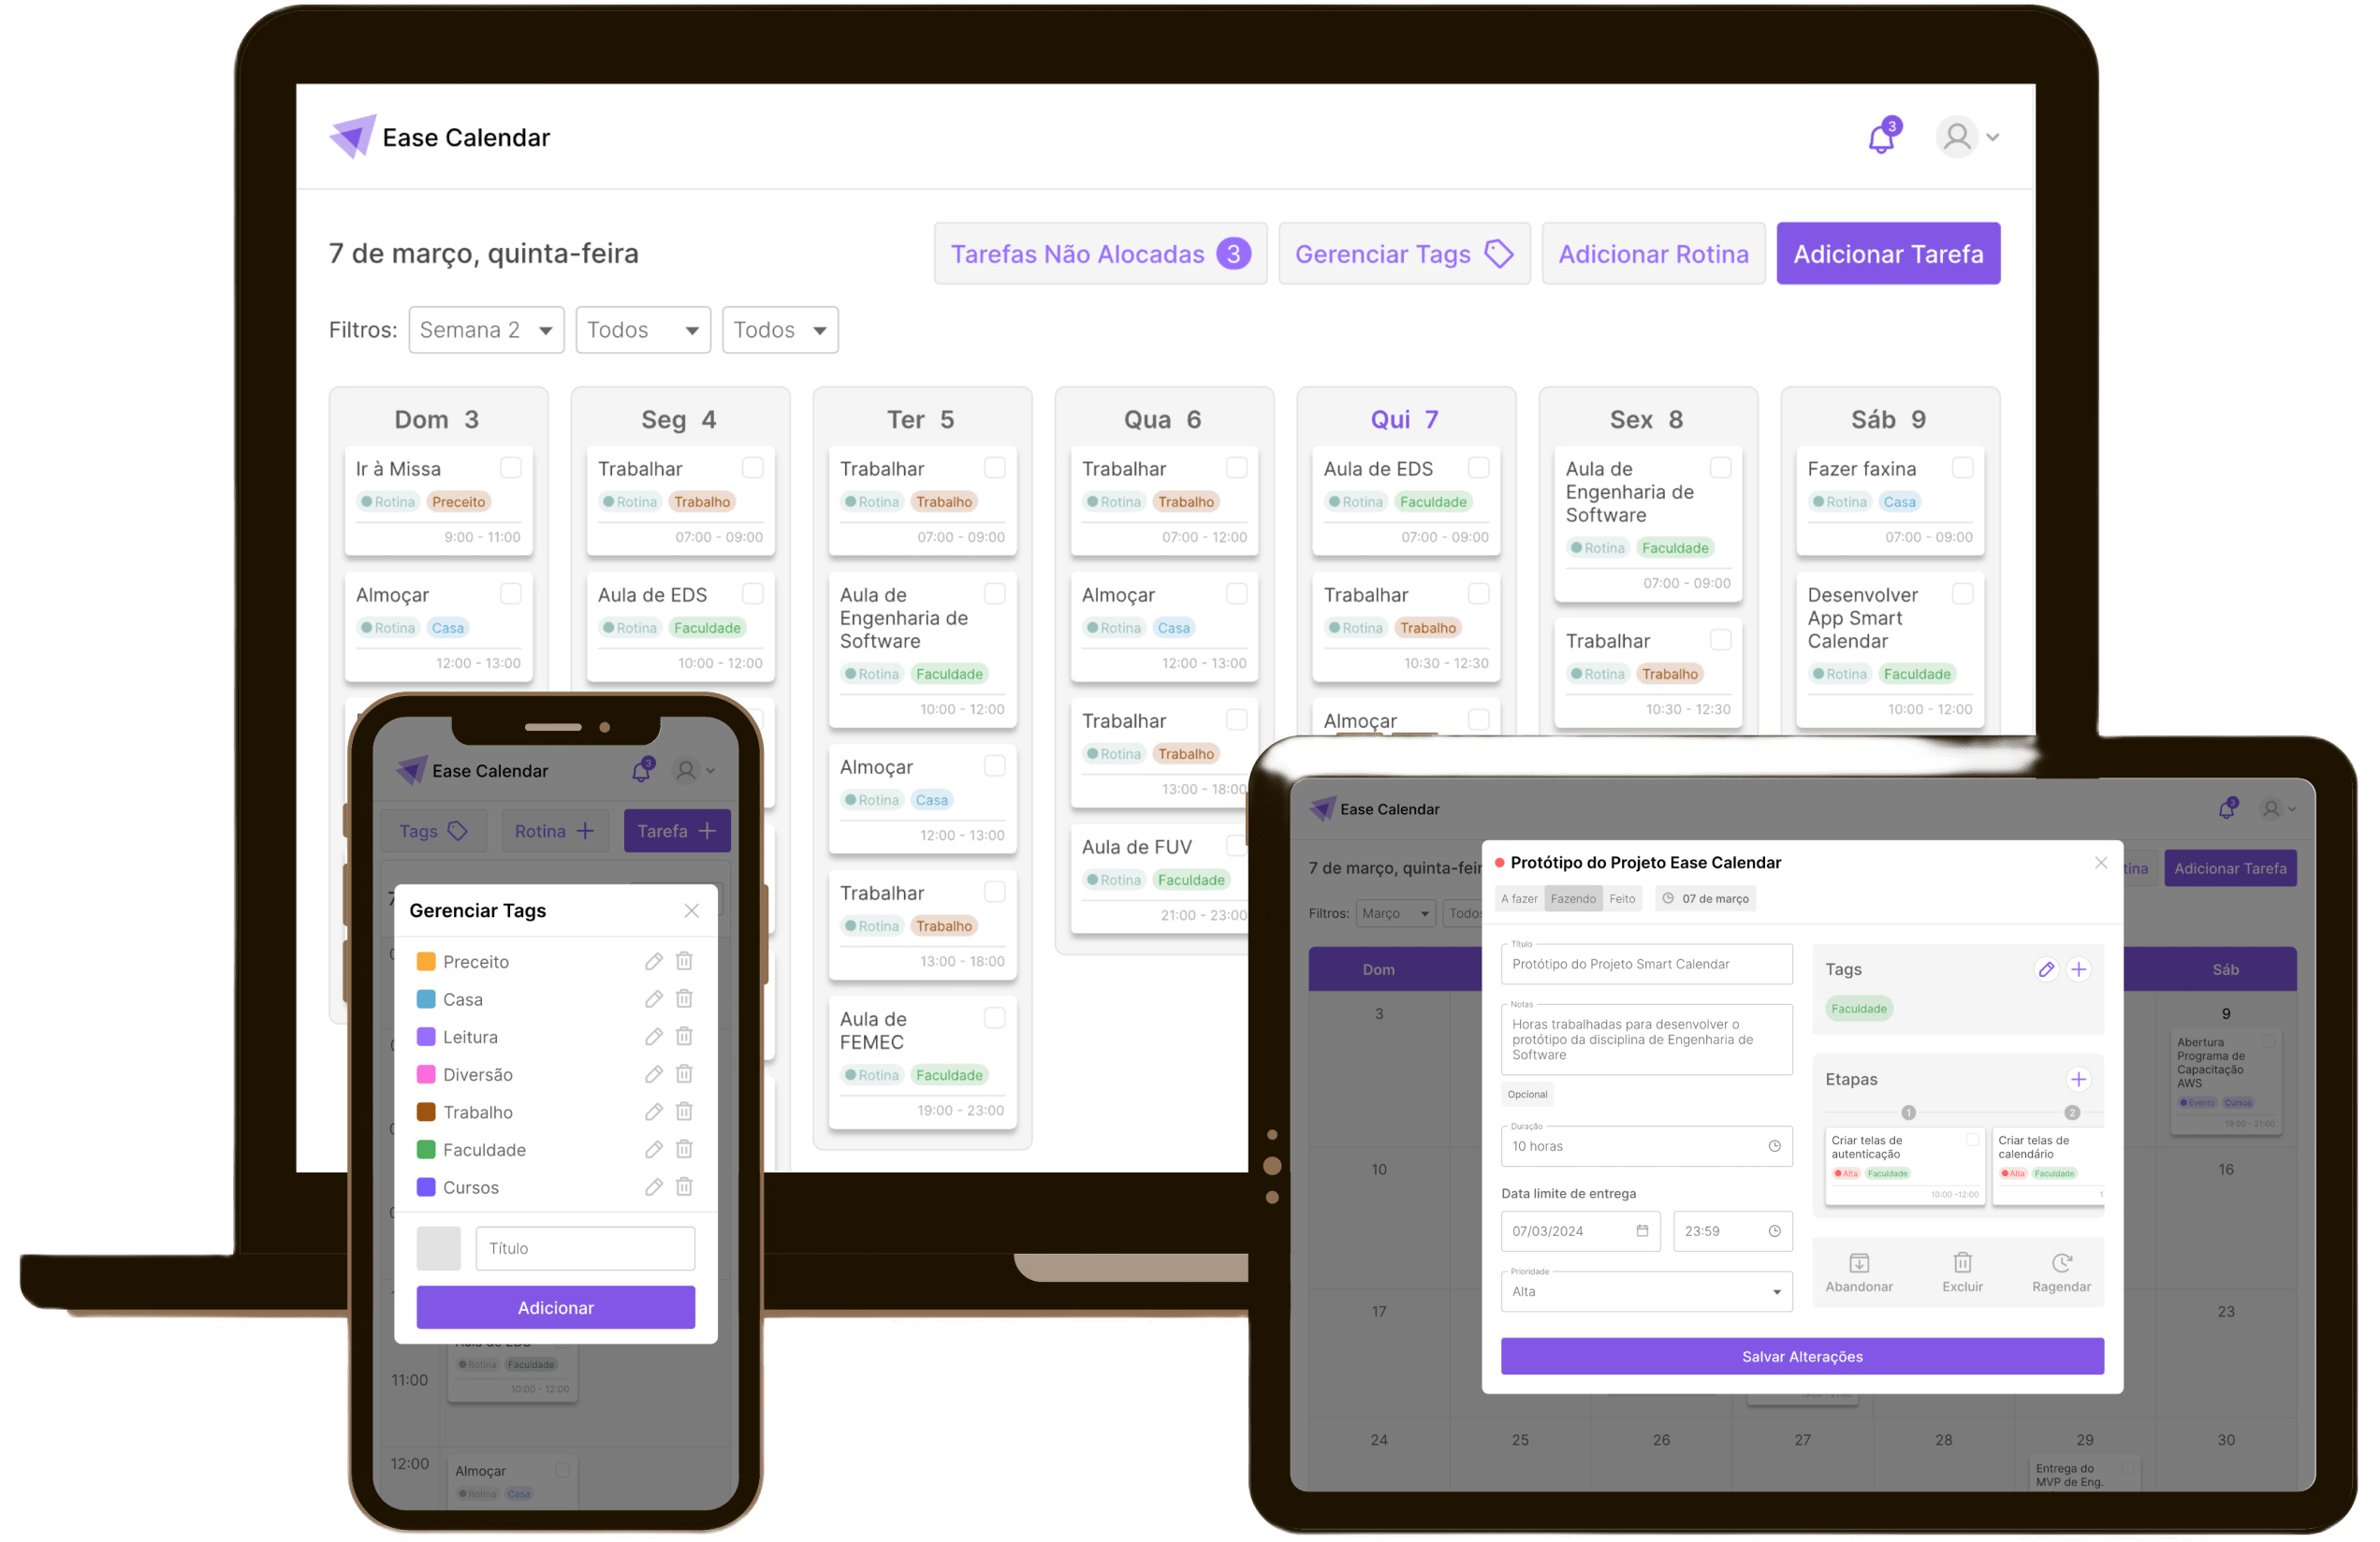 Ease Calendar
3
7 de março, quinta-feira
Tarefas Não Alocadas 3
Gerenciar Tags
Adicionar Rotina
Adicionar Tarefa
Filtros: Semana 2 Todos Todos
Dom 3
Ir à Missa
Rotina Preceito
9:00 - 11:00
Almoçar
Rotina Casa
12:00 - 13:00
Seg 4
Trabalhar
Rotina Trabalho
07:00 - 09:00
Aula de EDS
Rotina Faculdade
10:00 - 12:00
Ter 5
Trabalhar
Rotina Trabalho
07:00 - 09:00
Aula de
Engenharia de
Software
Rotina Faculdade
10:00 - 12:00
Almoçar
Rotina Casa
12:00 - 13:00
Trabalhar
Rotina Trabalho
13:00 - 18:00
Aula de
FEMEC
Rotina Faculdade
19:00 - 23:00
Qua 6
Trabalhar
Rotina Trabalho
07:00 - 12:00
Almoçar
Rotina Casa
12:00 - 13:00
Trabalhar
Rotina Trabalho
13:00 - 18:00
Aula de FUV
Rotina Faculdade
21:00 - 23:00
Qui 7
Aula de EDS
Rotina Faculdade
07:00 - 09:00
Trabalhar
Rotina Trabalho
10:30 - 12:30
Almoçar
Sex 8
Aula de
Engenharia de
Software
Rotina Faculdade
07:00 - 09:00
Trabalhar
Rotina Trabalho
10:30 - 12:30
Sáb 9
Fazer faxina
Rotina Casa
07:00 - 09:00
Desenvolver
App Smart
Calendar
Rotina Faculdade
10:00 - 12:00
Ease Calendar
3
Tags
Rotina
Tarefa
Gerenciar Tags
Preceito
Casa
Leitura
Diversão
Trabalho
Faculdade
Cursos
Título
Adicionar
Rotina Faculdade
10:00 - 12:00
11:00
12:00
Almoçar
Rotina Casa
Ease Calendar
3
7 de março, quinta-feir
tina
Adicionar Tarefa
Filtros: Março Todos
Dom
Sáb
3
9
Abertura
Programa de
Capacitação
AWS
Evento Cursos
19:00 - 21:00
10
16
17
23
24
25
26
27
28
29
30
Entrega do
MVP de Eng.
Protótipo do Projeto Ease Calendar
A fazer Fazendo Feito
07 de março
Título
Protótipo do Projeto Smart Calendar
Notas
Horas trabalhadas para desenvolver o
protótipo da disciplina de Engenharia de
Software
Opcional
Duração
10 horas
Data limite de entrega
07/03/2024
23:59
Prioridade
Alta
Tags
Faculdade
Etapas
1
2
Criar telas de
autenticação
Alta Faculdade
10:00 -12:00
Criar telas de
calendário
Alta Faculdade
1
Abandonar
Excluir
Ragendar
Salvar Alterações